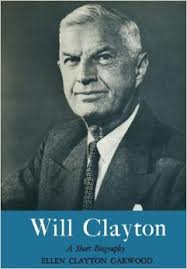 Will Clayton
A Short Biography
ELLEN CLAYTON GARWOOD